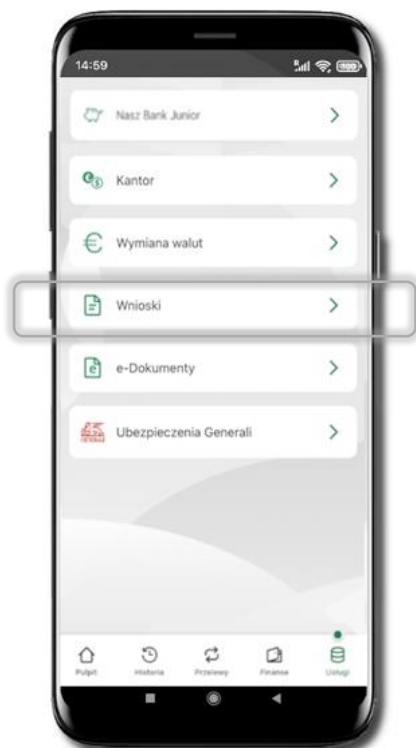 14:59
Nasz Bank Junior
Kantor
Wymiana walut
Wnioski
e-Dokumenty
Ubezpieczenia Generali
Pulpit
Historia
Przelewy
Finanse
Usługi